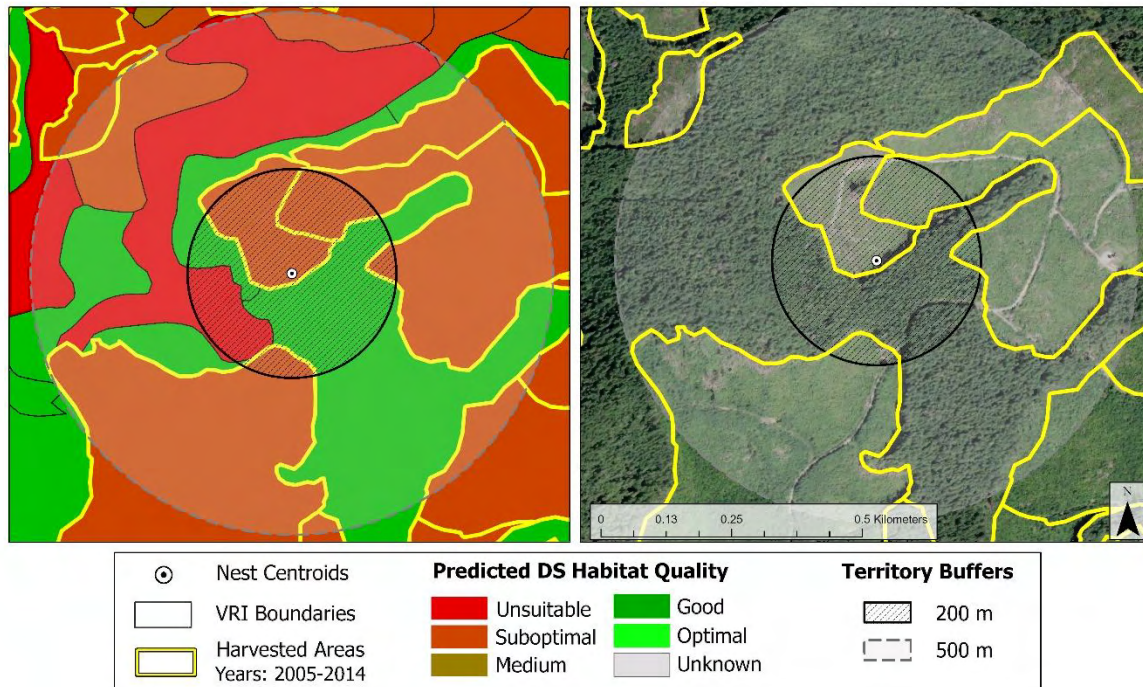 0 0.13 0.25 0.5 Kilometers
N
Nest Centroids
VRI Boundaries
Harvested Areas
Years: 2005-2014
Predicted DS Habitat Quality
Unsuitable
Suboptimal
Medium
Good
Optimal
Unknown
Territory Buffers
200 m
500 m